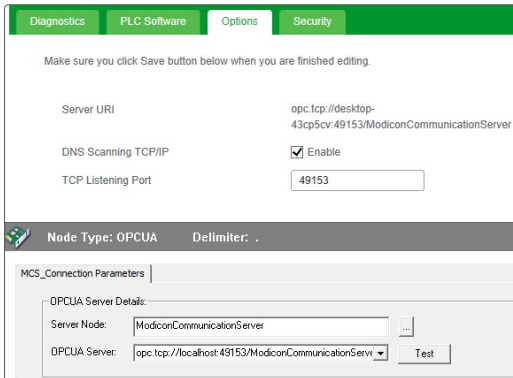 Diagnostics PLC Software Options Security
Make sure you click Save button below when you are finished editing.
Server URI opc.tcp://desktop-
43cp5cv:49153/ModiconCommunicationServer
DNS Scanning TCP/IP Enable
TCP Listening Port 49153
Node Type: OPCUA Delimiter: .
MCS_Connection Parameters
OPCUA Server Details:
Server Node: ModiconCommunicationServer ...
OPCUA Server: opc.tcp://localhost:49153/ModiconCommunicationServe Test